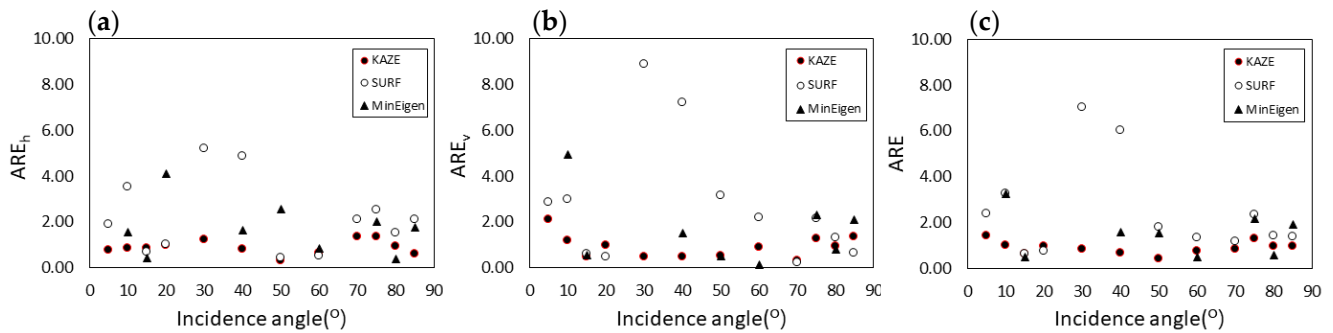 (a)
10.00
8.00
6.00
4.00
2.00
0.00
AREh
0 10 20 30 40 50 60 70 80 90
Incidence angle(O)
KAZE
SURF
MinEigen
(b)
10.00
8.00
6.00
4.00
2.00
0.00
AREv
0 10 20 30 40 50 60 70 80 90
Incidence angle(O)
KAZE
SURF
MinEigen
(c)
10.00
8.00
6.00
4.00
2.00
0.00
ARE
0 10 20 30 40 50 60 70 80 90
Incidence angle(O)
KAZE
SURF
MinEigen